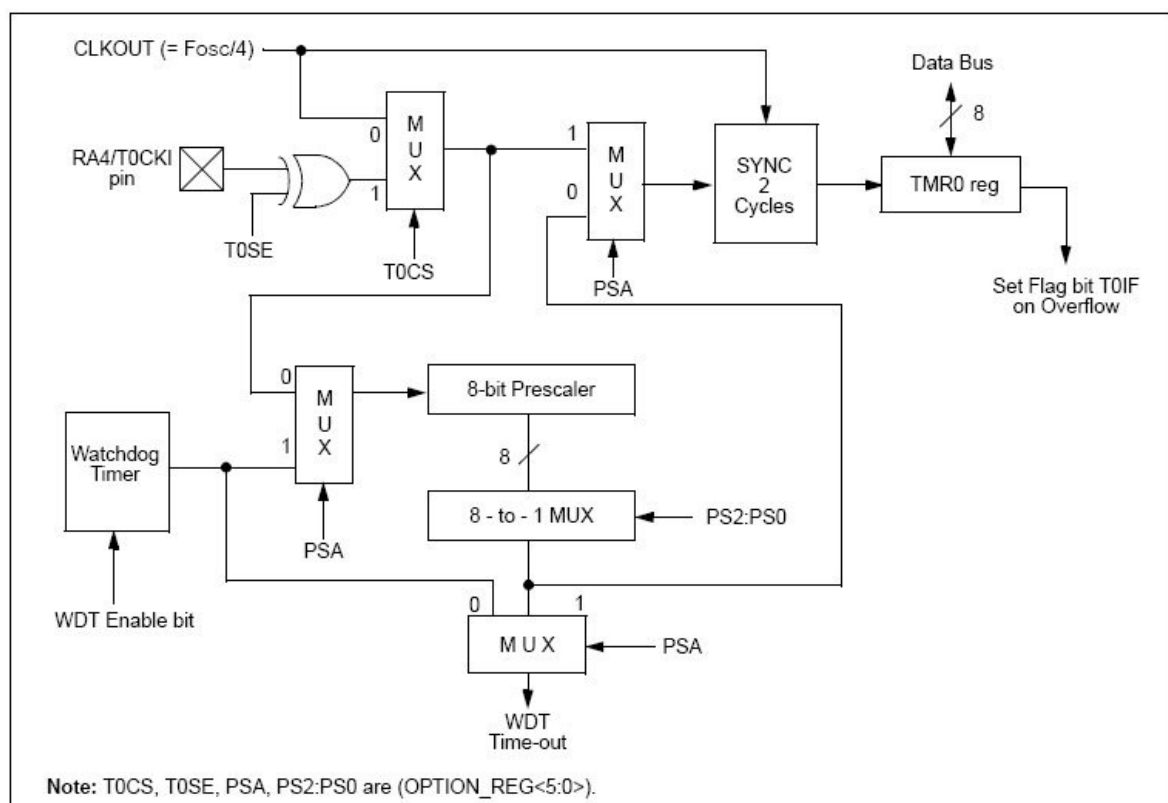 CLKOUT (= Fosc/4)
Data Bus
8
RA4/T0CKI
pin
0
1
M
U
X
T0SE
T0CS
1
0
M
U
X
PSA
SYNC
2
Cycles
TMR0 reg
Set Flag bit T0IF
on Overflow
0
1
M
U
X
8-bit Prescaler
Watchdog
Timer
8
8 - to - 1 MUX
PS2:PS0
PSA
WDT Enable bit
0
1
M U X
PSA
WDT
Time-out
Note: T0CS, T0SE, PSA, PS2:PS0 are (OPTION_REG<5:0>).